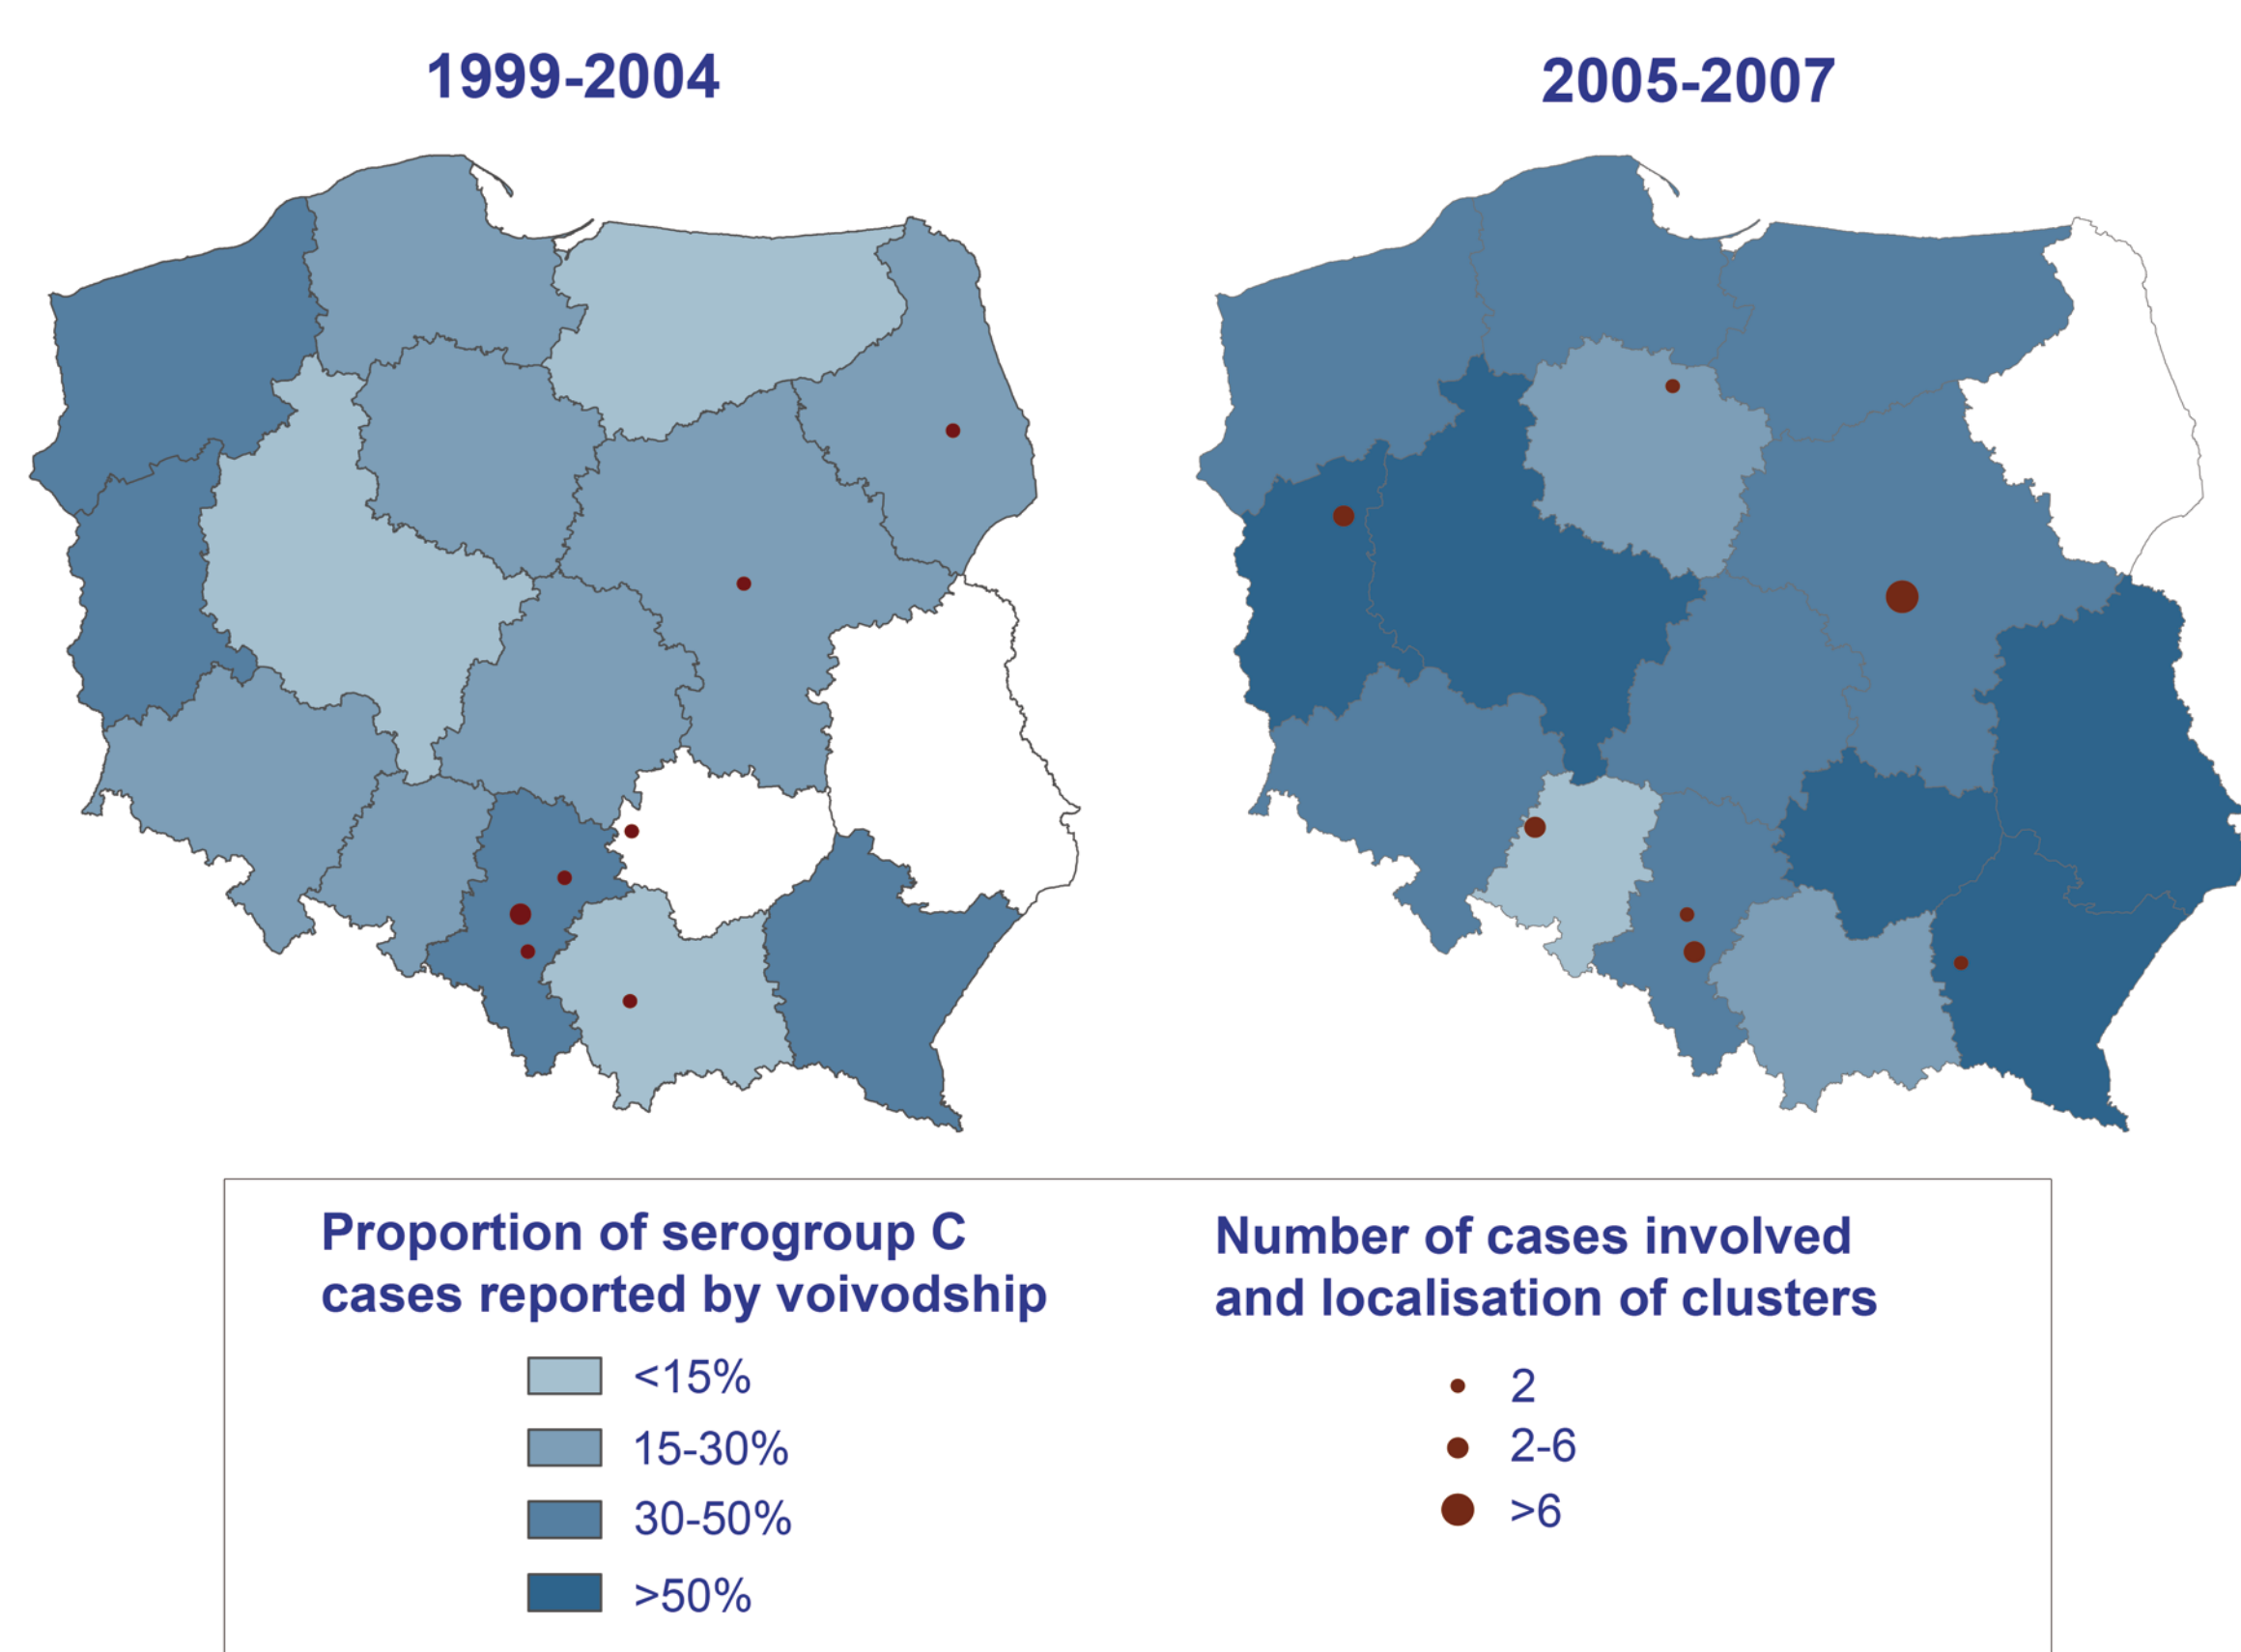 1999-2004
2005-2007
Proportion of serogroup C
cases reported by voivodship
<15%
15-30%
30-50%
>50%
Number of cases involved
and localisation of clusters
2
2-6
>6